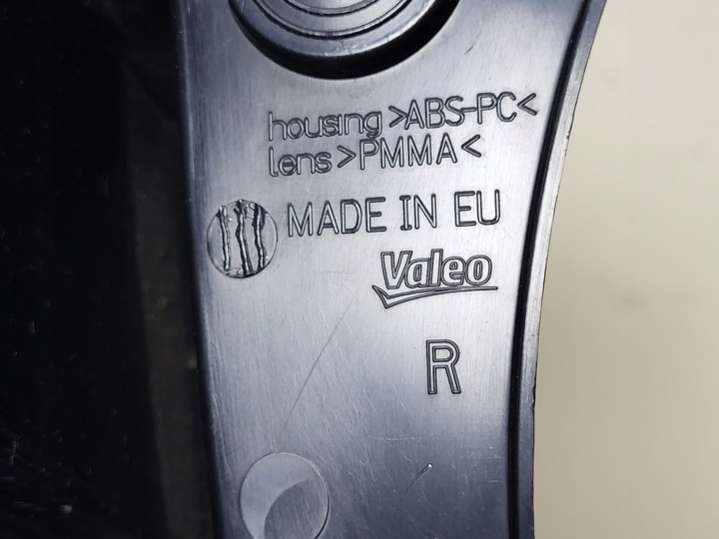 housing >ABS-PC<
lens >PMMA<
MADE IN EU
Valeo
R